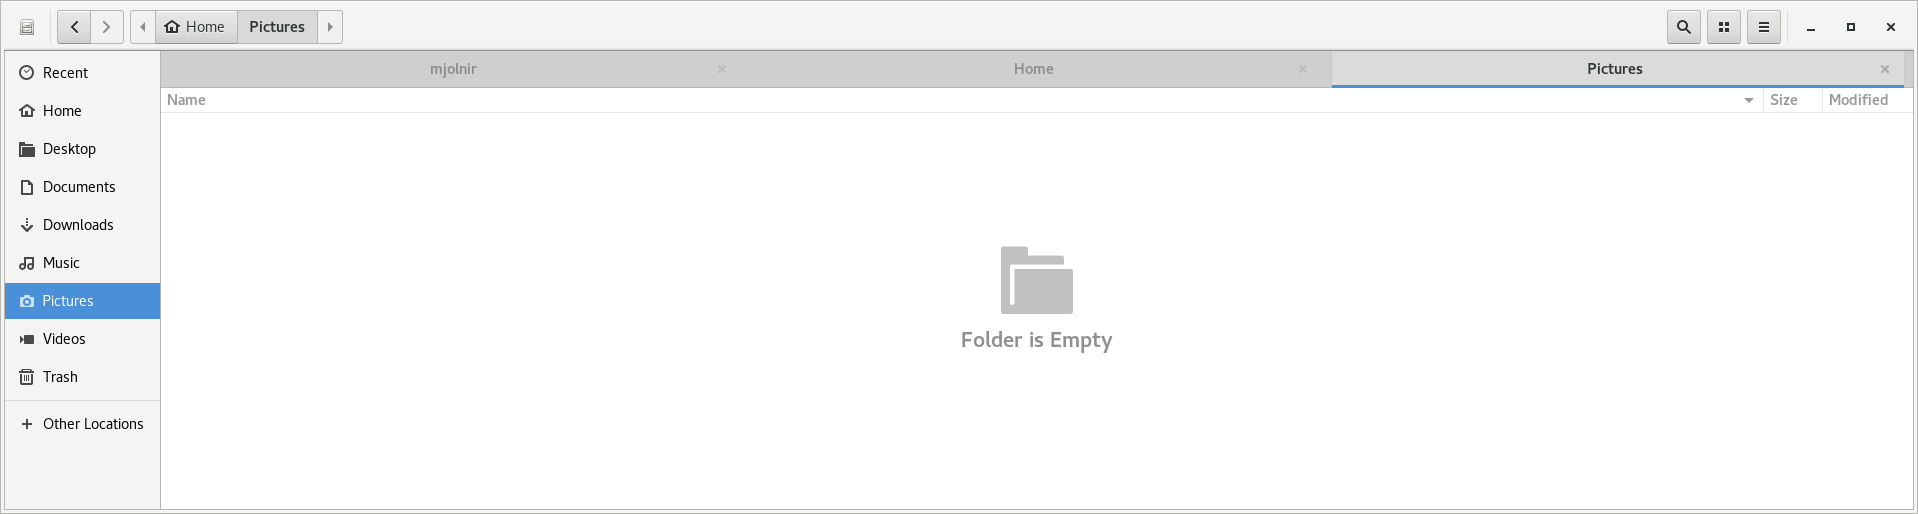 Home Pictures
Recent
Home
Desktop
Documents
Downloads
Music
Pictures
Videos
Trash
Other Locations
mjolnir Home Pictures
Name Size Modified
Folder is Empty